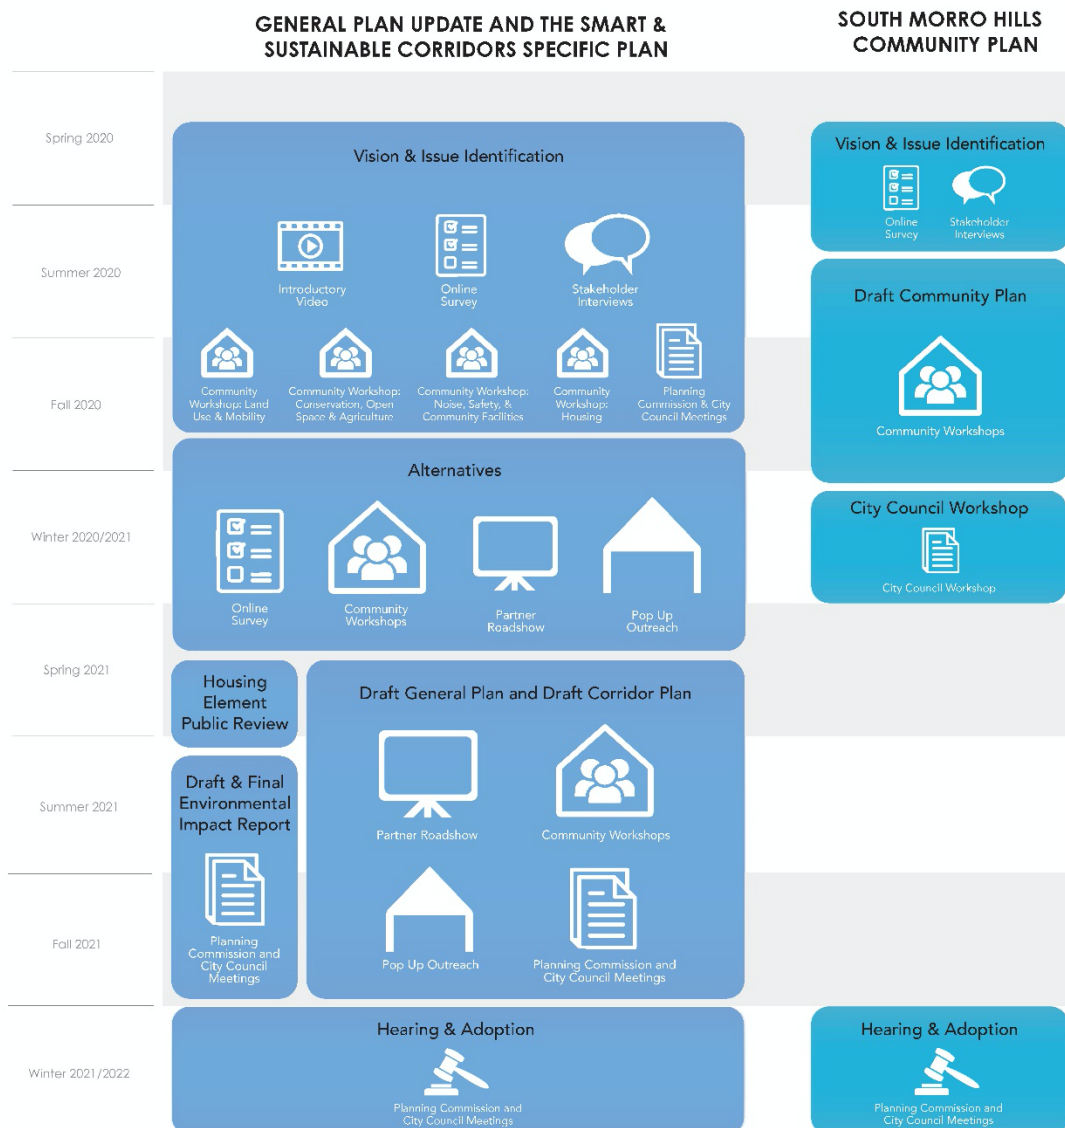 GENERAL PLAN UPDATE AND THE SMART &
SUSTAINABLE CORRIDORS SPECIFIC PLAN
SOUTH MORRO HILLS
COMMUNITY PLAN
Spring 2020
Summer 2020
Fall 2020
Winter 2020/2021
Spring 2021
Summer 2021
Fall 2021
Winter 2021/2022
Vision & Issue Identification
Introductory
Video
Online
Survey
Stakeholder
Interviews
Community
Workshop: Land
Use & Mobility
Community Workshop:
Conservation, Open
Space & Agriculture
Community Workshop:
Noise, Safety, &
Community Facilities
Community
Workshop:
Housing
Planning
Commission & City
Council Meetings
Alternatives
Online
Survey
Community
Workshops
Partner
Roadshow
Pop Up
Outreach
Housing
Element
Public Review
Draft & Final
Environmental
Impact Report
Planning
Commission and
City Council
Meetings
Draft General Plan and Draft Corridor Plan
Partner Roadshow
Community Workshops
Pop Up Outreach
Planning Commission and
City Council Meetings
Hearing & Adoption
Planning Commission and
City Council Meetings
Vision & Issue Identification
Online
Survey
Stakeholder
Interviews
Draft Community Plan
Community Workshops
City Council Workshop
City Council Workshop
Hearing & Adoption
Planning Commission and
City Council Meetings